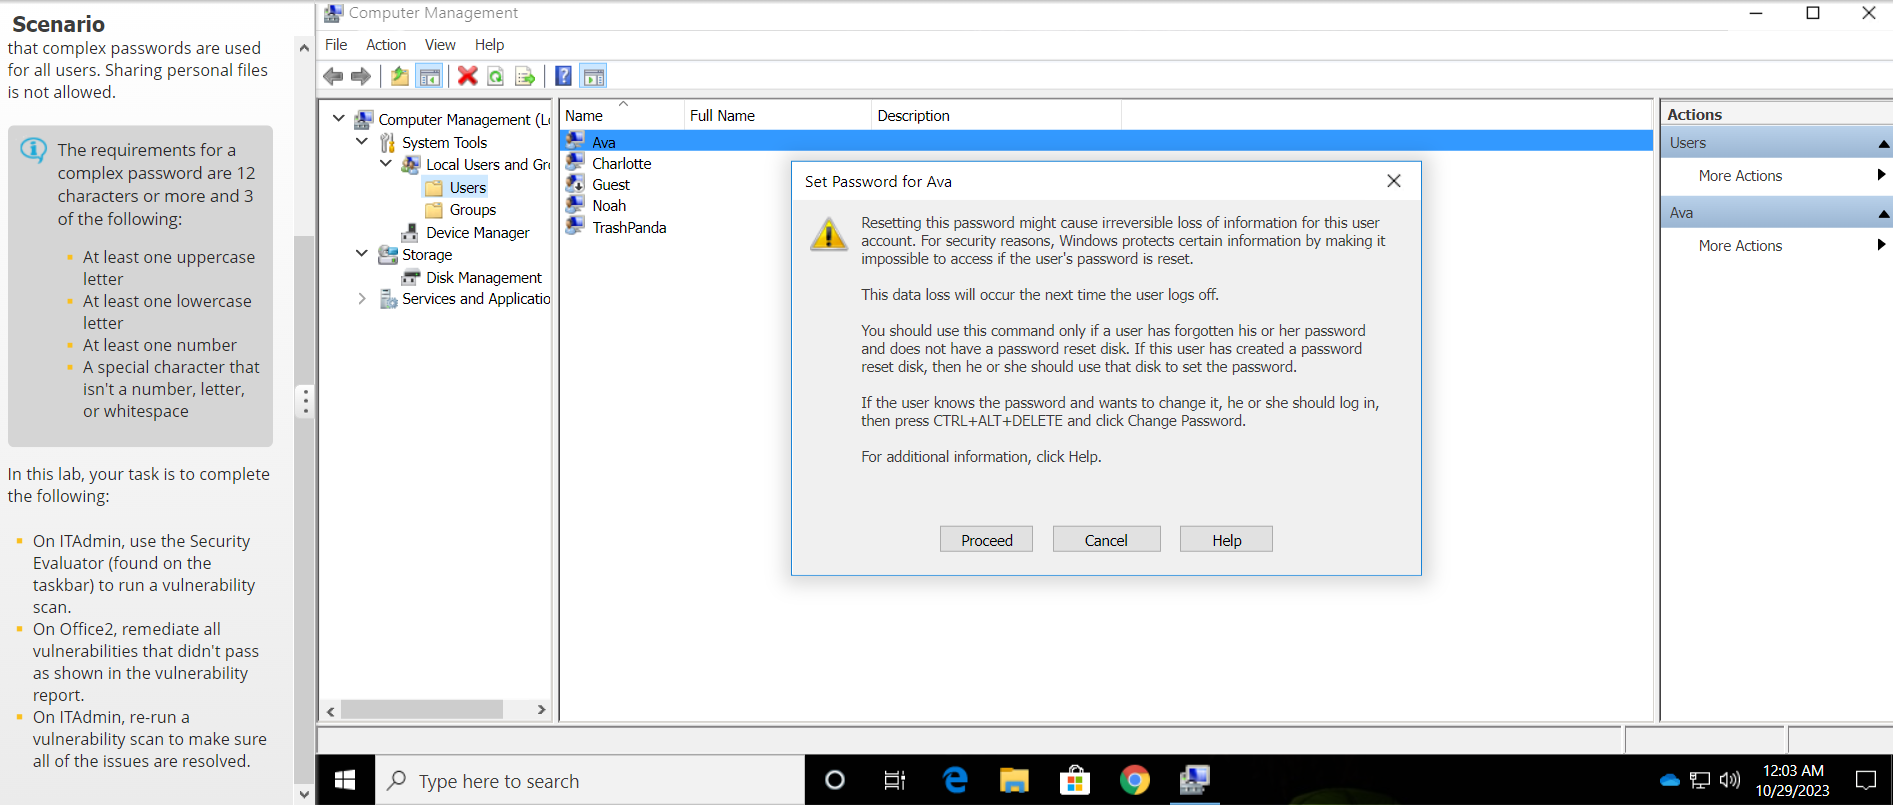 Scenario
that complex passwords are used
for all users. Sharing personal files
is not allowed.
The requirements for a
complex password are 12
characters or more and 3
of the following:
At least one uppercase
letter
At least one lowercase
letter
At least one number
A special character that
isn't a number, letter,
or whitespace
In this lab, your task is to complete
the following:
On ITAdmin, use the Security
Evaluator (found on the
taskbar) to run a vulnerability
scan.
On Office2, remediate all
vulnerabilities that didn't pass
as shown in the vulnerability
report.
On ITAdmin, re-run a
vulnerability scan to make sure
all of the issues are resolved.
Computer Management
File Action View Help
Computer Management (Lo
System Tools
Local Users and Gro
Users
Groups
Device Manager
Storage
Disk Management
Services and Applicatio
Name Full Name Description
Ava
Charlotte
Guest
Noah
TrashPanda
Set Password for Ava
Resetting this password might cause irreversible loss of information for this user
account. For security reasons, Windows protects certain information by making it
impossible to access if the user's password is reset.
This data loss will occur the next time the user logs off.
You should use this command only if a user has forgotten his or her password
and does not have a password reset disk. If this user has created a password
reset disk, then he or she should use that disk to set the password.
If the user knows the password and wants to change it, he or she should log in,
then press CTRL+ALT+DELETE and click Change Password.
For additional information, click Help.
Proceed Cancel Help
Actions
Users
More Actions
Ava
More Actions
Type here to search
12:03 AM
10/29/2023